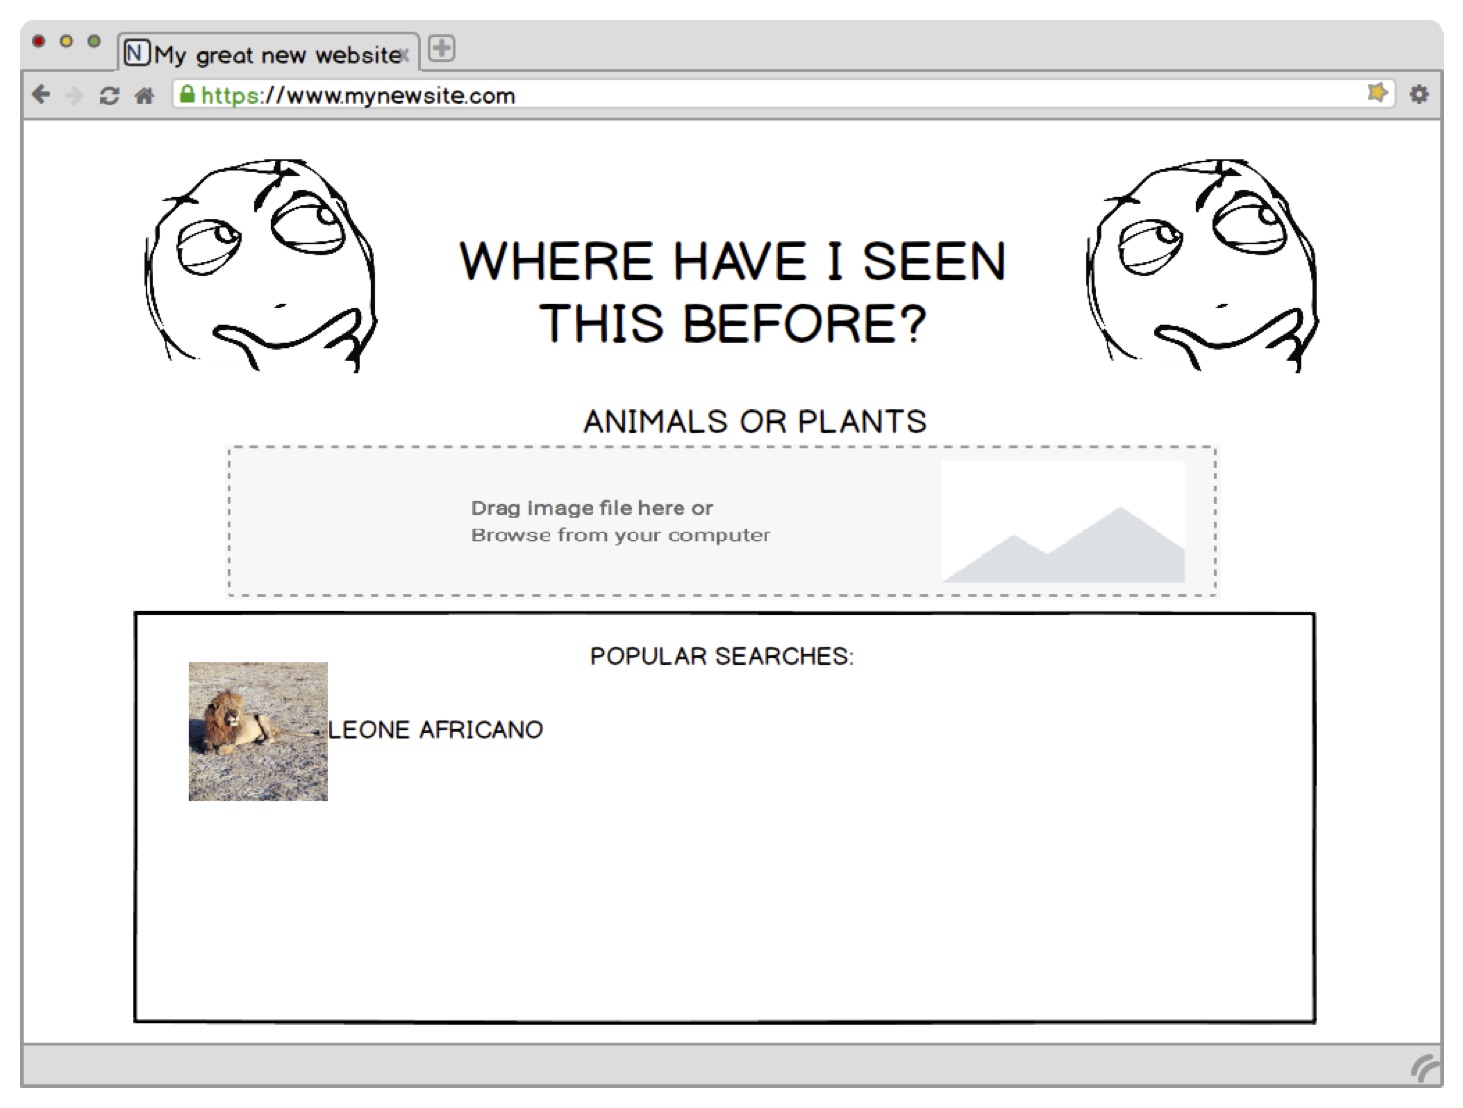 N My great new website
https://www.mynewsite.com
WHERE HAVE I SEEN
THIS BEFORE?
ANIMALS OR PLANTS
Drag image file here or
Browse from your computer
POPULAR SEARCHES:
LEONE AFRICANO